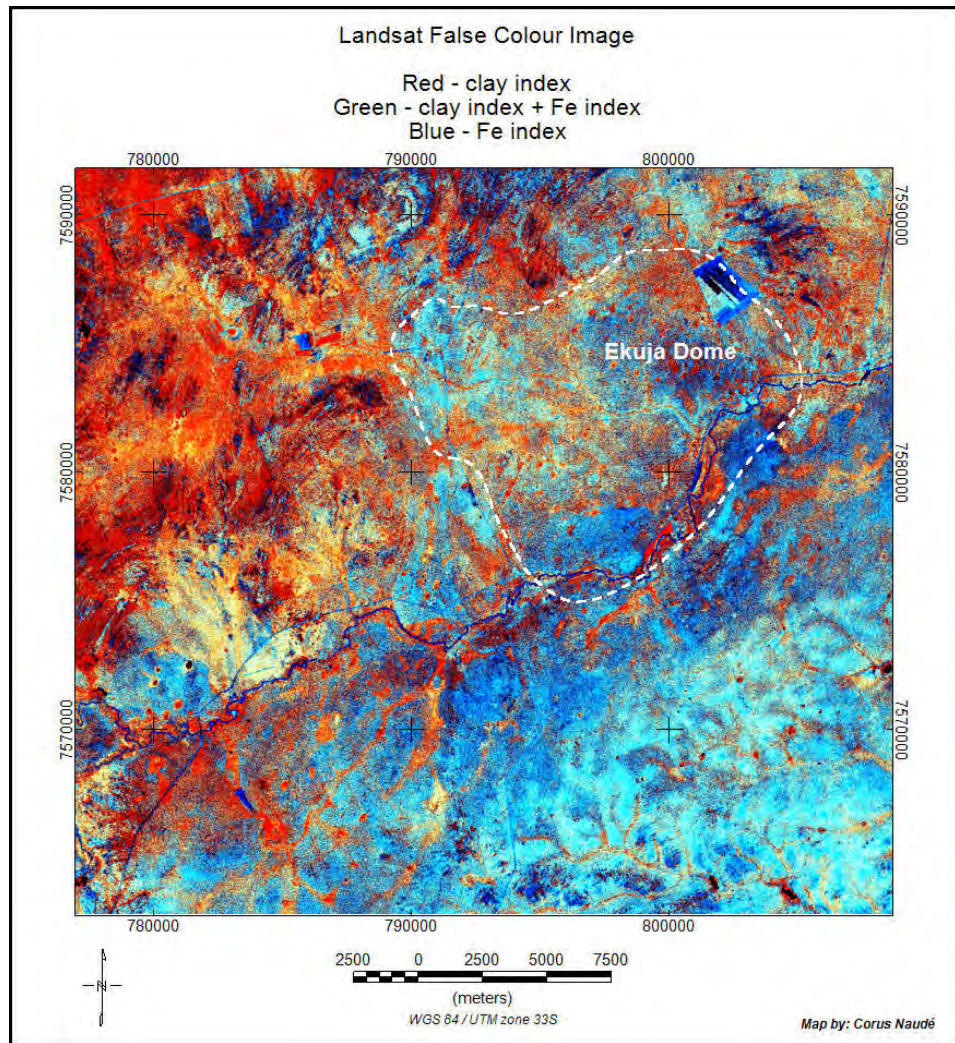 Landsat False Colour Image
Red - clay index
Green - clay index + Fe index
Blue - Fe index
780000 790000 800000
7590000 7590000
Ekuja Dome
7580000 7580000
7570000 7570000
780000 790000 800000
N
2500 0 2500 5000 7500
(meters)
WGS 84 / UTM zone 33S
Map by: Corus Naudé